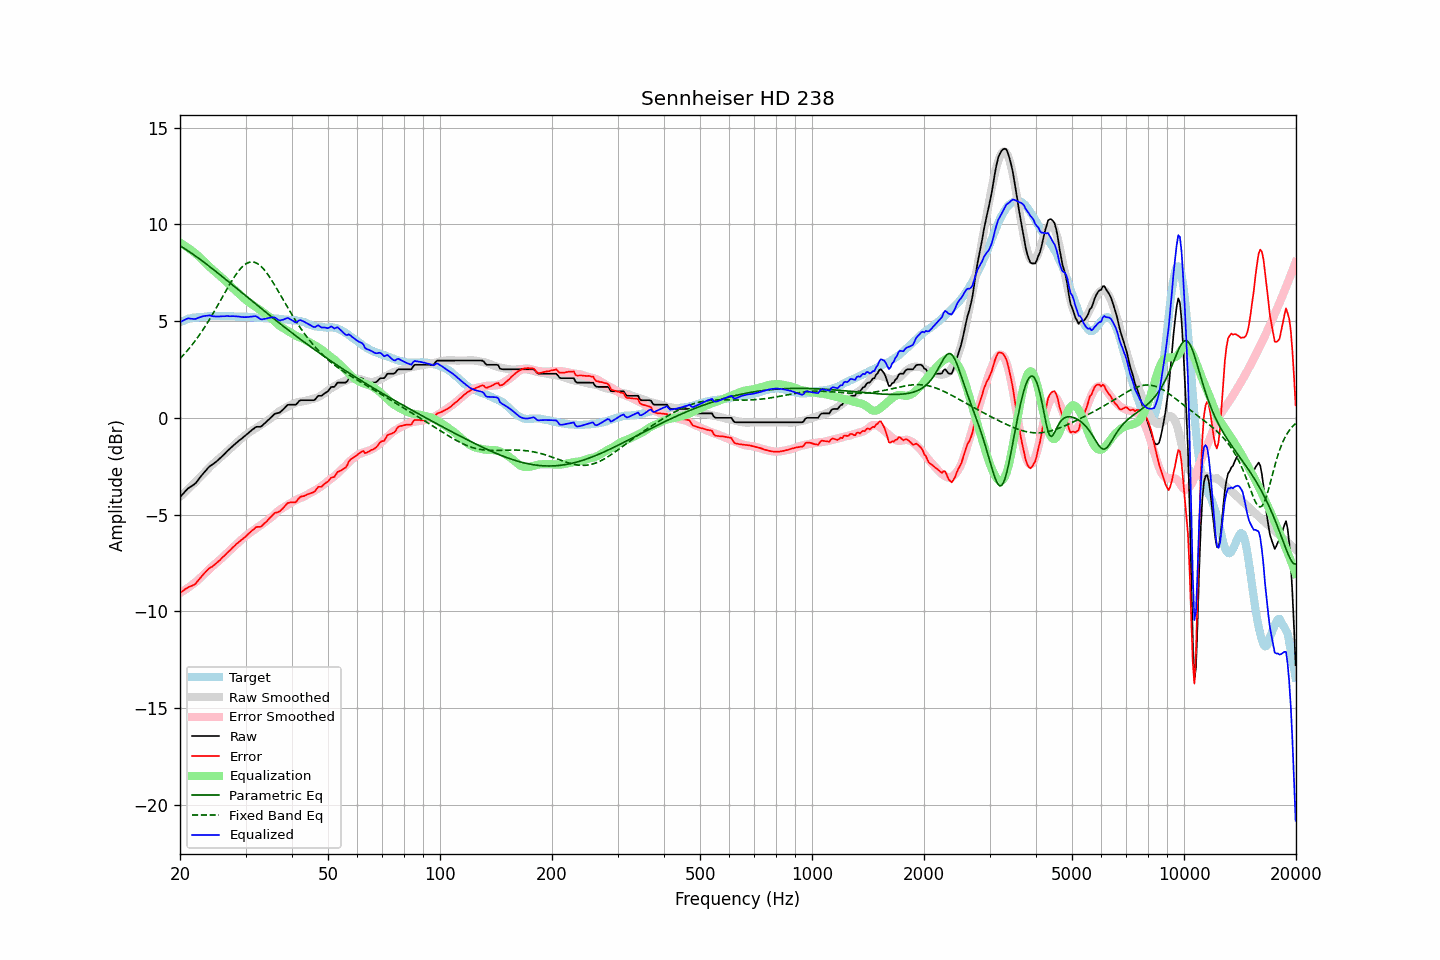 Sennheiser HD 238
Amplitude (dBr)
15
10
5
0
−5
−10
−15
−20
Target
Raw Smoothed
Error Smoothed
Raw
Error
Equalization
Parametric Eq
Fixed Band Eq
Equalized
20 50 100 200 500 1000 2000 5000 10000 20000
Frequency (Hz)